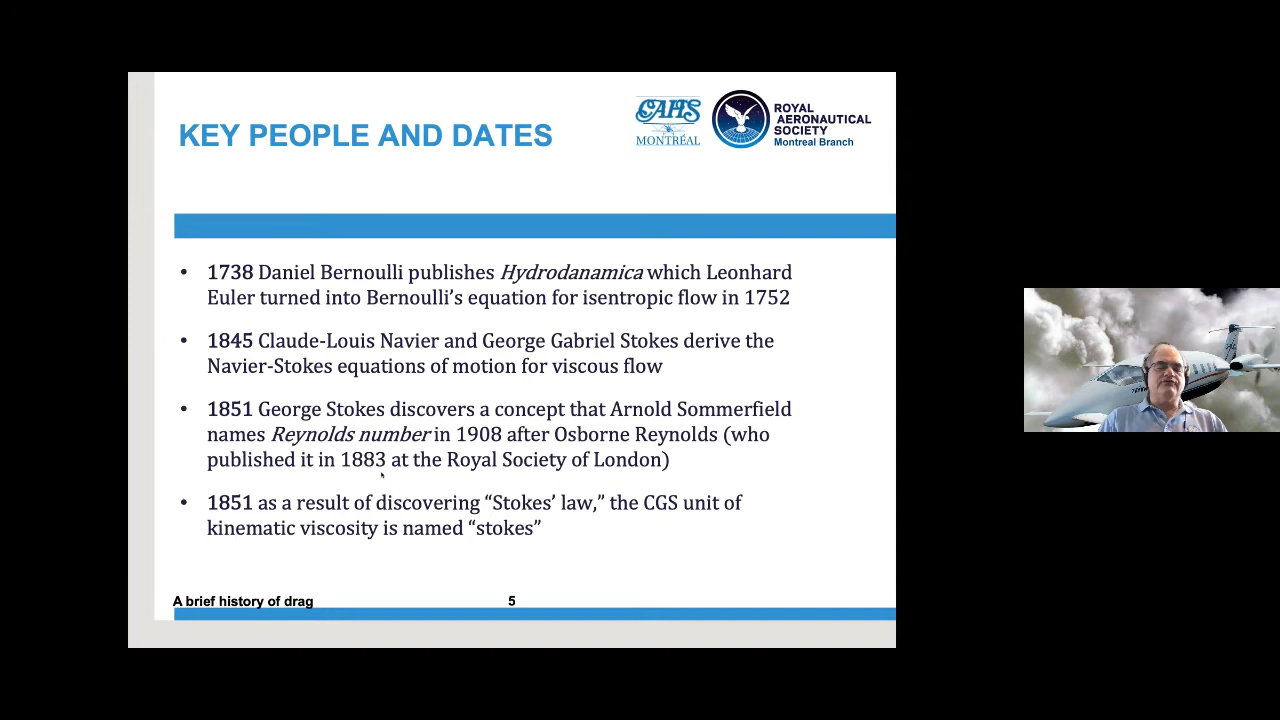 KEY PEOPLE AND DATES
CAHS
MONTRÉAL
ROYAL
AERONAUTICAL
SOCIETY
Montreal Branch
• 1738 Daniel Bernoulli publishes Hydrodanamica which Leonhard
Euler turned into Bernoulli’s equation for isentropic flow in 1752
• 1845 Claude-Louis Navier and George Gabriel Stokes derive the
Navier-Stokes equations of motion for viscous flow
• 1851 George Stokes discovers a concept that Arnold Sommerfield
names Reynolds number in 1908 after Osborne Reynolds (who
published it in 1883 at the Royal Society of London)
• 1851 as a result of discovering “Stokes’ law,” the CGS unit of
kinematic viscosity is named “stokes”
A brief history of drag
5